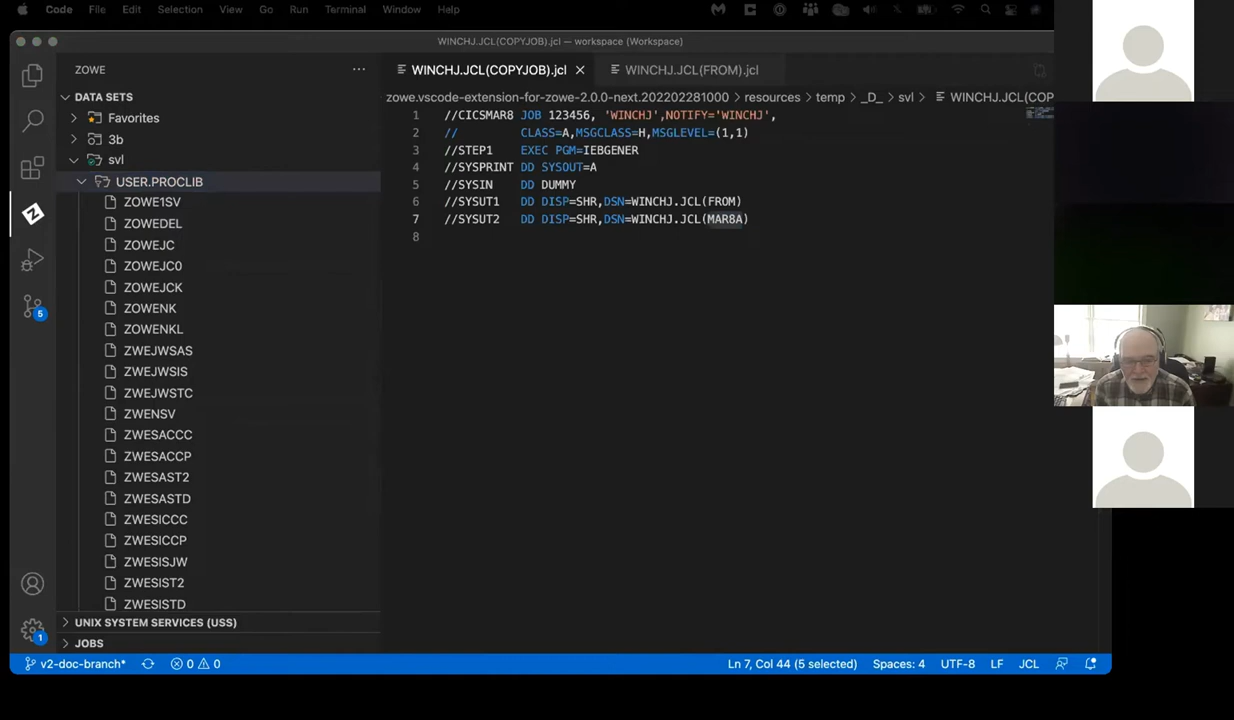 Code File Edit Selection View Go Run Terminal Window Help
WINCHJ.JCL(COPYJOB).jcl — workspace (Workspace)
ZOWE
WINCHJ.JCL(COPYJOB).jcl
WINCHJ.JCL(FROM).jcl
DATA SETS
zowe.vscode-extension-for-zowe-2.0.0-next.202202281000 > resources > temp > _D_ > svl > WINCHJ.JCL(COP
Favorites
3b
svl
USER.PROCLIB
ZOWE1SV
ZOWEDEL
ZOWEJC
ZOWEJC0
ZOWEJCK
ZOWENK
ZOWENKL
ZWEJWSAS
ZWEJWSIS
ZWEJWSTC
ZWENSV
ZWESACCC
ZWESACCP
ZWESAST2
ZWESASTD
ZWESICCC
ZWESICCP
ZWESISJW
ZWESIST2
ZWESISTD
UNIX SYSTEM SERVICES (USS)
JOBS
1 //CICSMAR8 JOB 123456, 'WINCHJ',NOTIFY='WINCHJ',
2 // CLASS=A,MSGCLASS=H,MSGLEVEL=(1,1)
3 //STEP1 EXEC PGM=IEBGENER
4 //SYSPRINT DD SYSOUT=A
5 //SYSIN DD DUMMY
6 //SYSUT1 DD DISP=SHR,DSN=WINCHJ.JCL(FROM)
7 //SYSUT2 DD DISP=SHR,DSN=WINCHJ.JCL(MAR8A)
8
5
1
v2-doc-branch* 0 0 Ln 7, Col 44 (5 selected) Spaces: 4 UTF-8 LF JCL